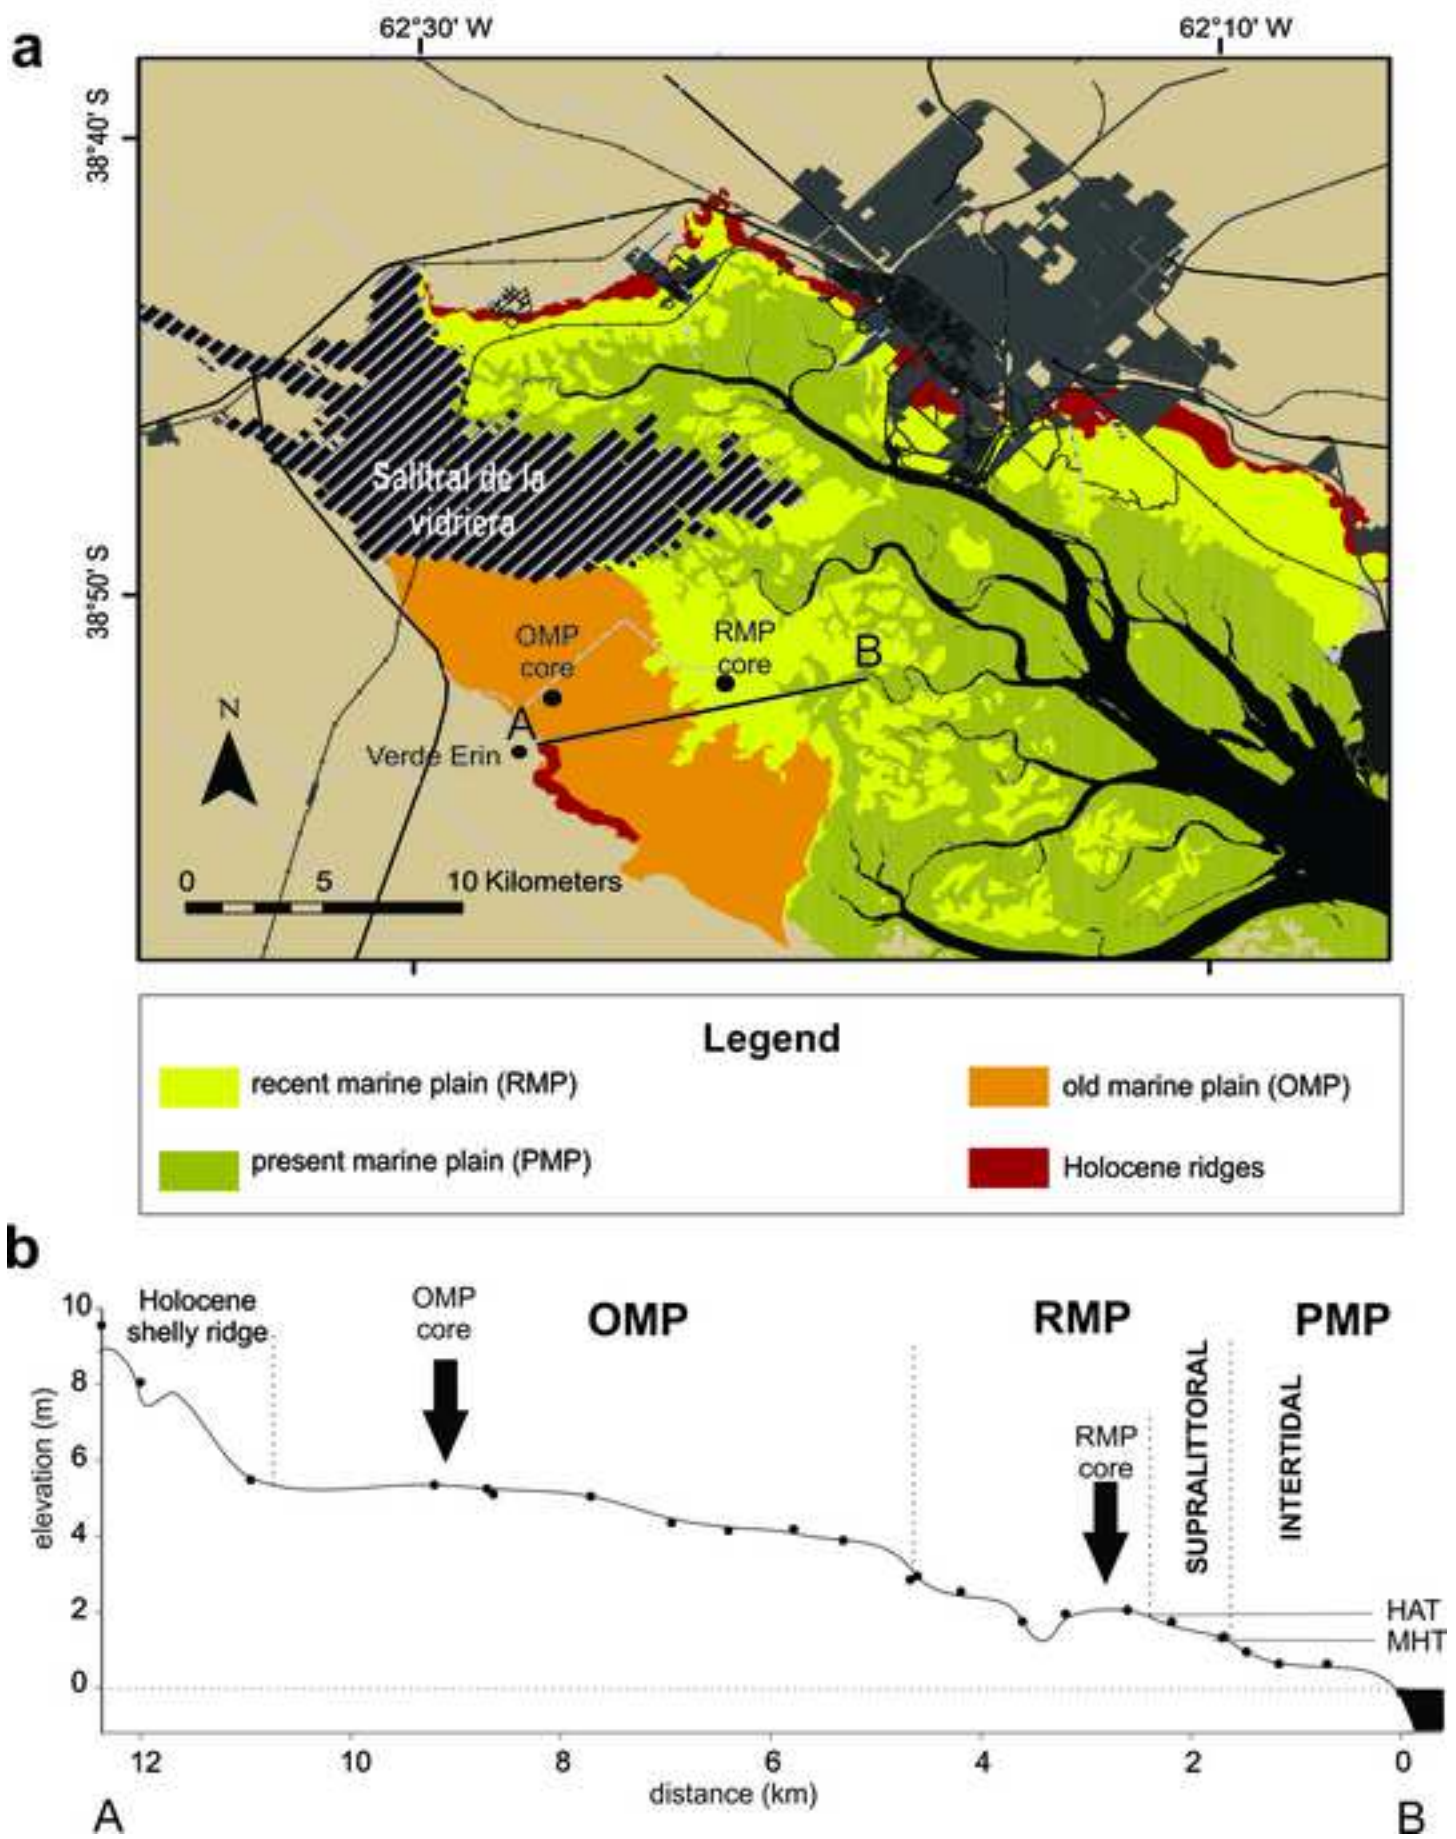 a
62°30' W
62°10' W
38°40' S
38°50' S
Salitral de la
vidriera
OMP
core
RMP
core
B
A
Verde Erin
N
0
5
10 Kilometers
Legend
recent marine plain (RMP)
old marine plain (OMP)
present marine plain (PMP)
Holocene ridges
b
Holocene
shelly ridge
OMP
core
OMP
RMP
PMP
RMP
core
SUPRALITTORAL
INTERTIDAL
HAT
MHT
elevation (m)
10
8
6
4
2
0
12
10
8
6
4
2
0
distance (km)
A
B